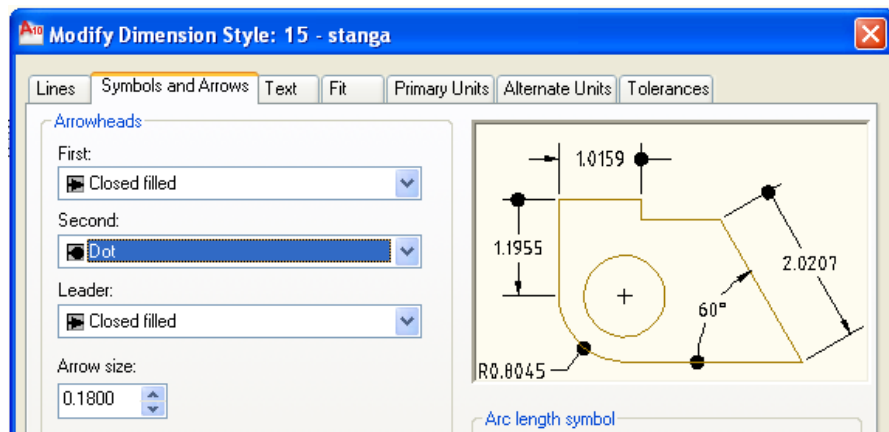 A10 Modify Dimension Style: 15 - stanga
Lines Symbols and Arrows Text Fit Primary Units Alternate Units Tolerances
Arrowheads
First:
Closed filled
Second:
Dot
Leader:
Closed filled
Arrow size:
0.1800
1.0159
1.1955
2.0207
60°
R0.8045
Arc length symbol